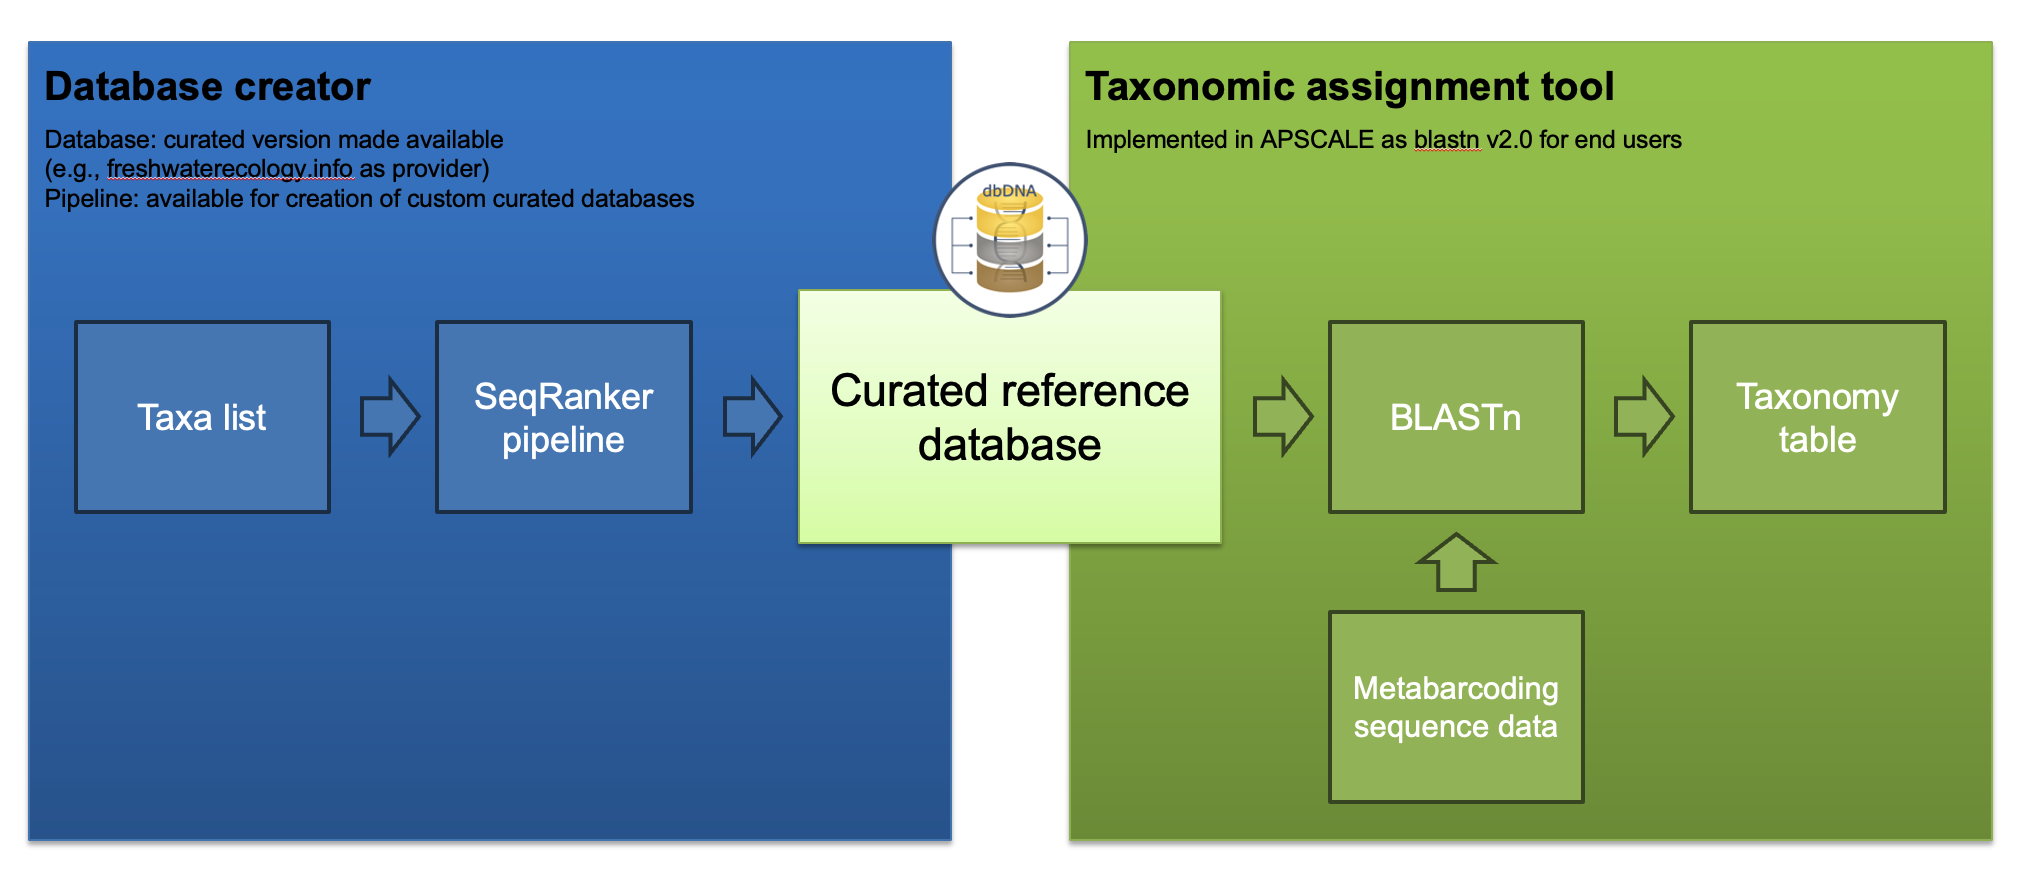 Database creator
Database: curated version made available
(e.g., freshwaterecology.info as provider)
Pipeline: available for creation of custom curated databases
Taxa list
SeqRanker
pipeline
dbDNA
Curated reference
database
Taxonomic assignment tool
Implemented in APSCALE as blastn v2.0 for end users
BLASTn
Taxonomy
table
Metabarcoding
sequence data